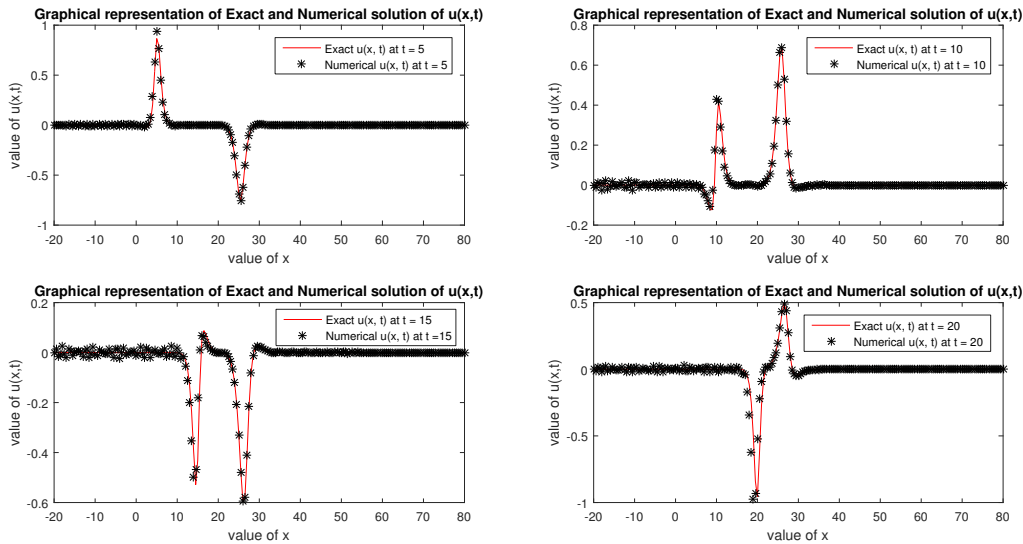 Graphical representation of Exact and Numerical solution of u(x,t)
Exact u(x, t) at t = 5
Numerical u(x, t) at t = 5
value of u(x,t)
1
0.5
0
-0.5
-1
-20 -10 0 10 20 30 40 50 60 70 80
value of x
Graphical representation of Exact and Numerical solution of u(x,t)
Exact u(x, t) at t = 10
Numerical u(x, t) at t = 10
value of u(x,t)
0.8
0.6
0.4
0.2
0
-0.2
-20 -10 0 10 20 30 40 50 60 70 80
value of x
Graphical representation of Exact and Numerical solution of u(x,t)
Exact u(x, t) at t = 15
Numerical u(x, t) at t =15
value of u(x,t)
0.2
0
-0.2
-0.4
-0.6
-20 -10 0 10 20 30 40 50 60 70 80
value of x
Graphical representation of Exact and Numerical solution of u(x,t)
Exact u(x, t) at t = 20
Numerical u(x, t) at t = 20
value of u(x,t)
0.5
0
-0.5
-1
-20 -10 0 10 20 30 40 50 60 70 80
value of x